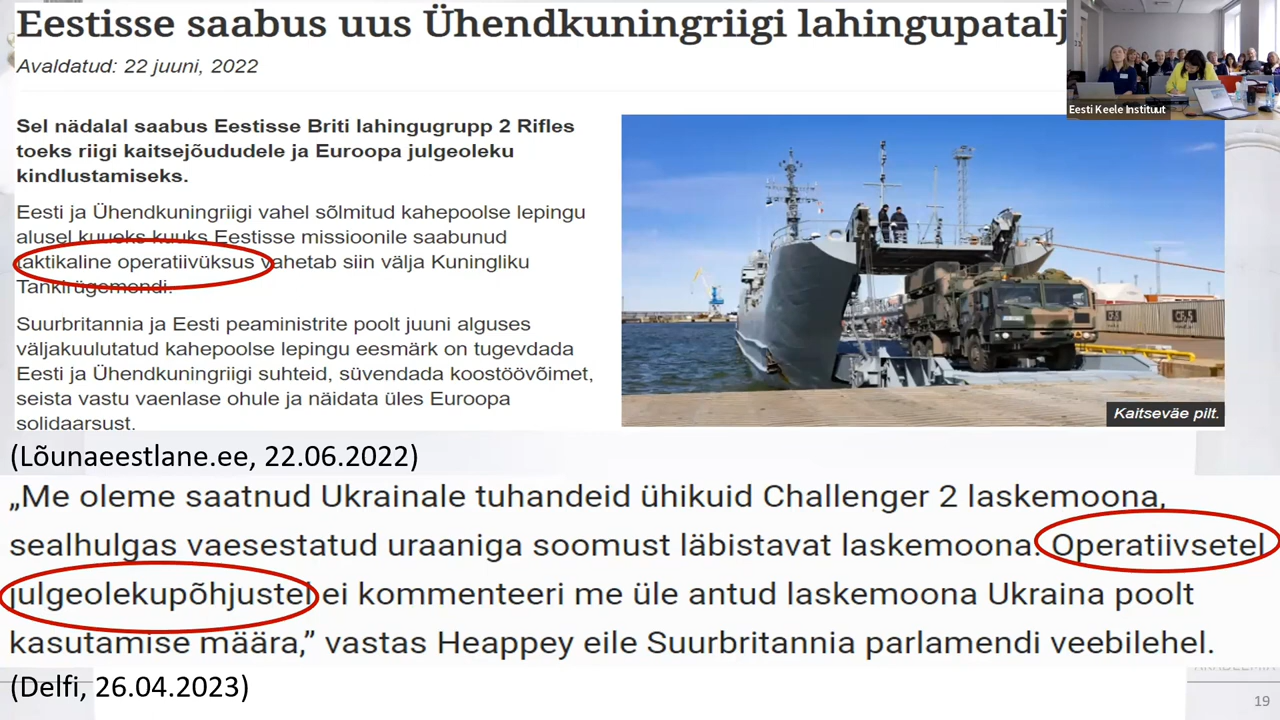 Eestisse saabus uus Ühendkuningriigi lahingupatalj
Avaldatud: 22 juuni, 2022
Eesti Keele Instituut
Sel nädalal saabus Eestisse Briti lahingugrupp 2 Rifles
toeks riigi kaitsejõududele ja Euroopa julgeoleku
kindlustamiseks.
Eesti ja Ühendkuningriigi vahel sõlmitud kahepoolse lepingu
alusel kuueks kuuks Eestisse missioonile saabunud
taktikaline operatiivüksus vahetab siin välja Kuningliku
Tankirügemendi.
Suurbritannia ja Eesti peaministrite poolt juuni alguses
väljakuulutatud kahepoolse lepingu eesmärk on tugevdada
Eesti ja Ühendkuningriigi suhteid, süvendada koostöövõimet,
seista vastu vaenlase ohule ja näidata üles Euroopa
solidaarsust.
Kaitseväe pilt.
(Lõunaeestlane.ee, 22.06.2022)
„Me oleme saatnud Ukrainale tuhandeid ühikuid Challenger 2 laskemoona,
sealhulgas vaesestatud uraaniga soomust läbistavat laskemoona. Operatiivsetel
julgeolekupõhjustel ei kommenteeri me üle antud laskemoona Ukraina poolt
kasutamise määra,” vastas Heappey eile Suurbritannia parlamendi veebilehel.
(Delfi, 26.04.2023)
19